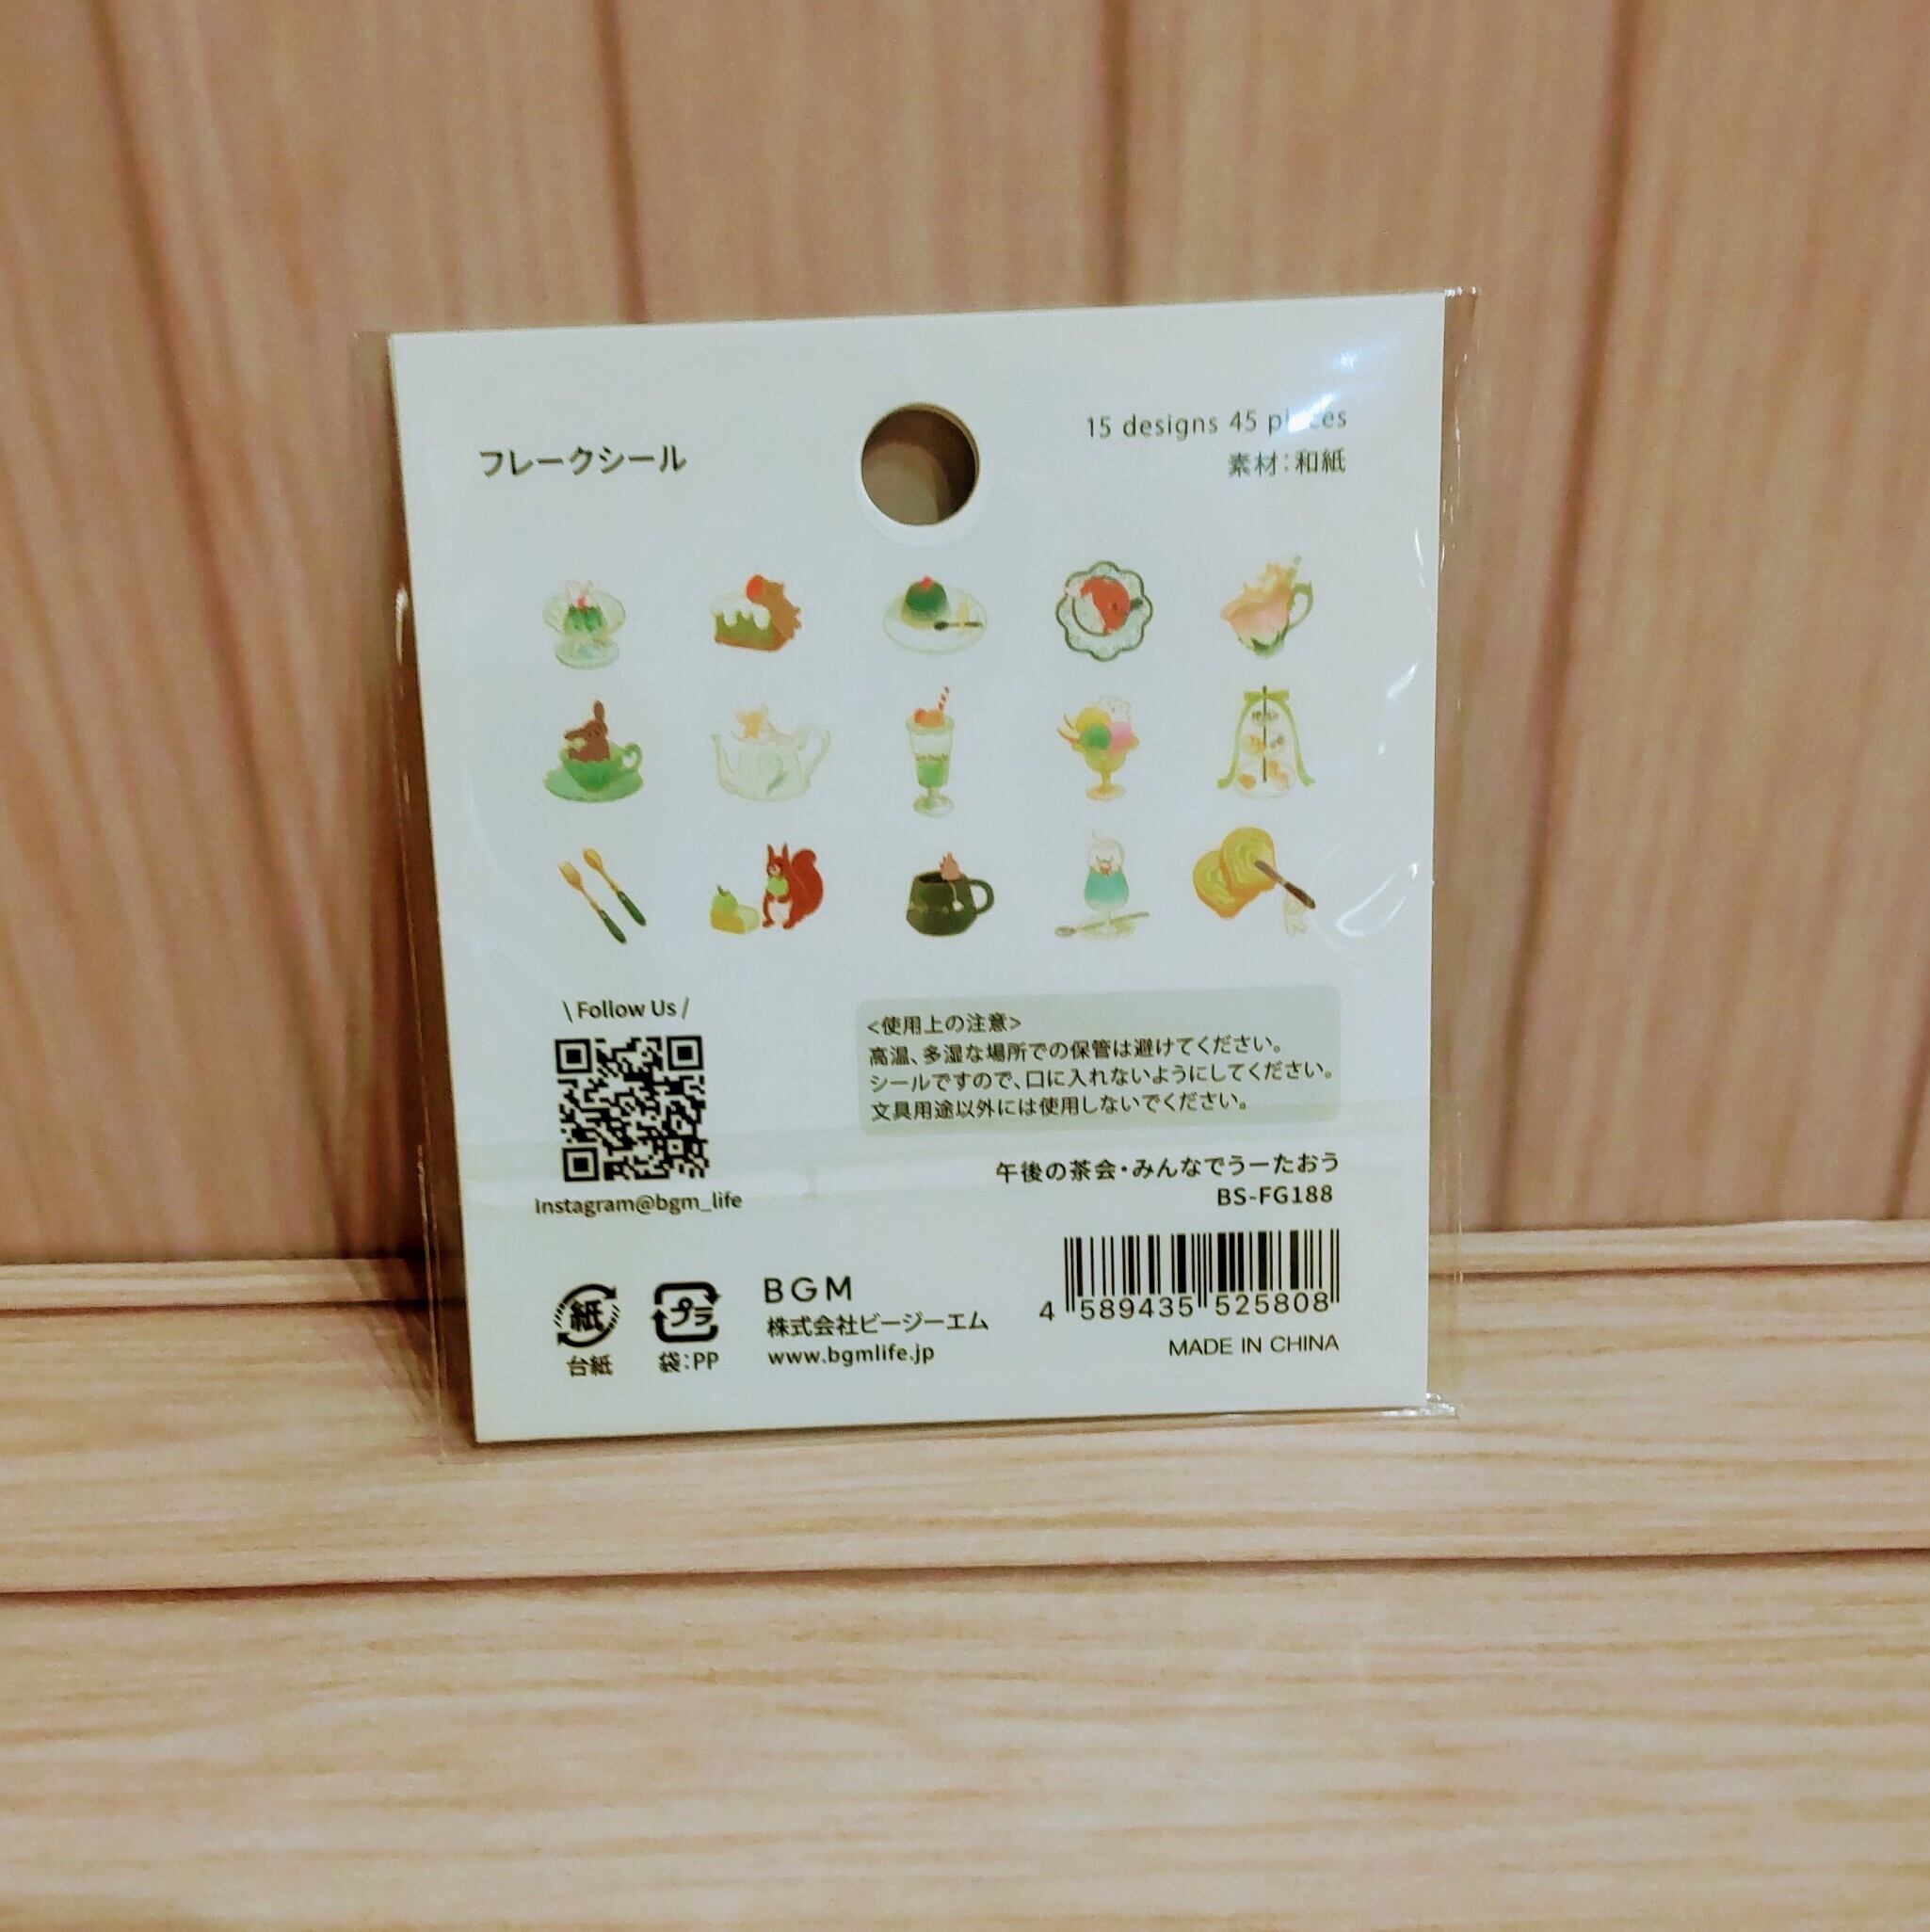 フレークシール
15 designs 45 pieces
素材:和紙
\ Follow Us /
Instagram@bgm_life
<使用上の注意>
高温、多湿な場所での保管は避けてください。
シールですので、口に入れないようにしてください。
文具用途以外には使用しないでください。
午後の茶会・みんなでうーたおう
BS-FG188
4 589435 525808
MADE IN CHINA
紙
台紙
プラ
袋:PP
BGM
株式会社ビージーエム
www.bgmlife.jp